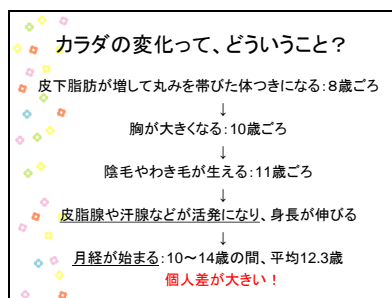 カラダの変化って、どういうこと？
皮下脂肪が増して丸みを帯びた体つきになる：８歳ごろ
↓
胸が大きくなる：10歳ごろ
↓
陰毛やわき毛が生える：11歳ごろ
↓
皮脂腺や汗腺などが活発になり、身長が伸びる
↓
月経が始まる：10～14歳の間、平均12.3歳
個人差が大きい！